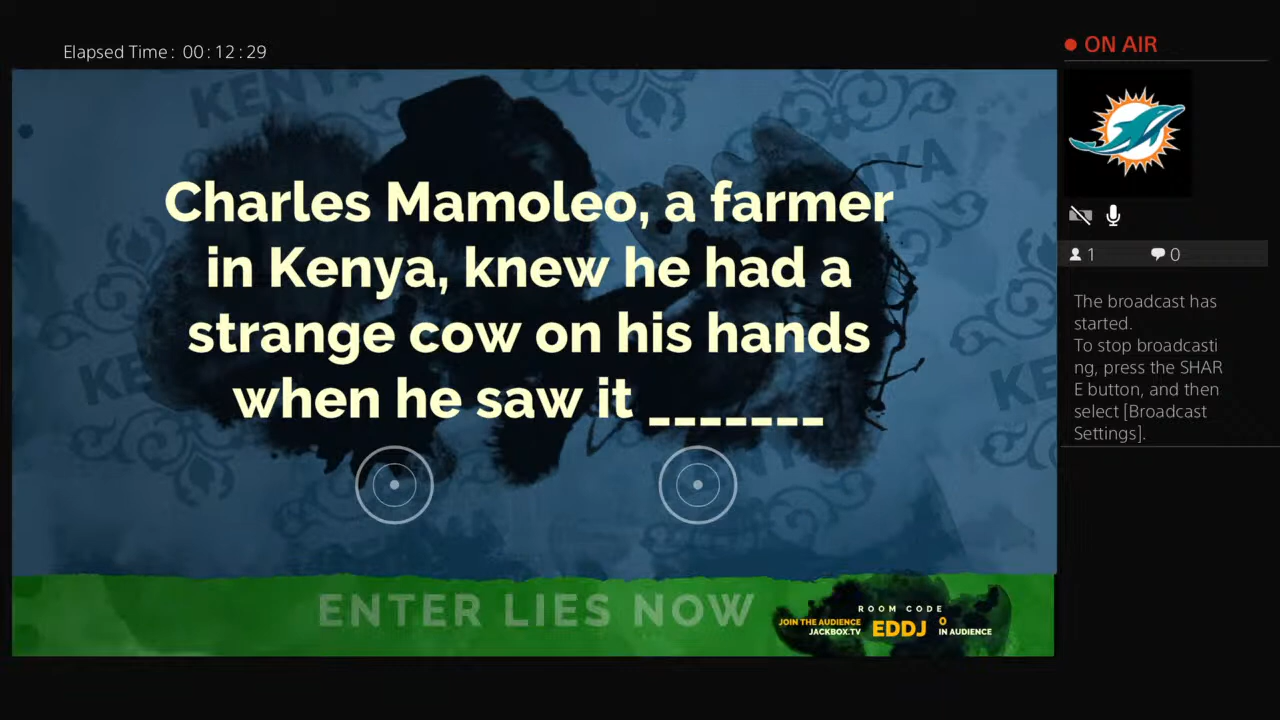 Elapsed Time: 00:12:29
ON AIR
KENYA
Charles Mamoleo, a farmer
in Kenya, knew he had a
strange cow on his hands
when he saw it _______
1
0
The broadcast has
started.
To stop broadcasti
ng, press the SHAR
E button, and then
select [Broadcast
Settings].
ENTER LIES NOW
ROOM CODE
JOIN THE AUDIENCE
JACKBOX.TV
EDDJ
0
IN AUDIENCE